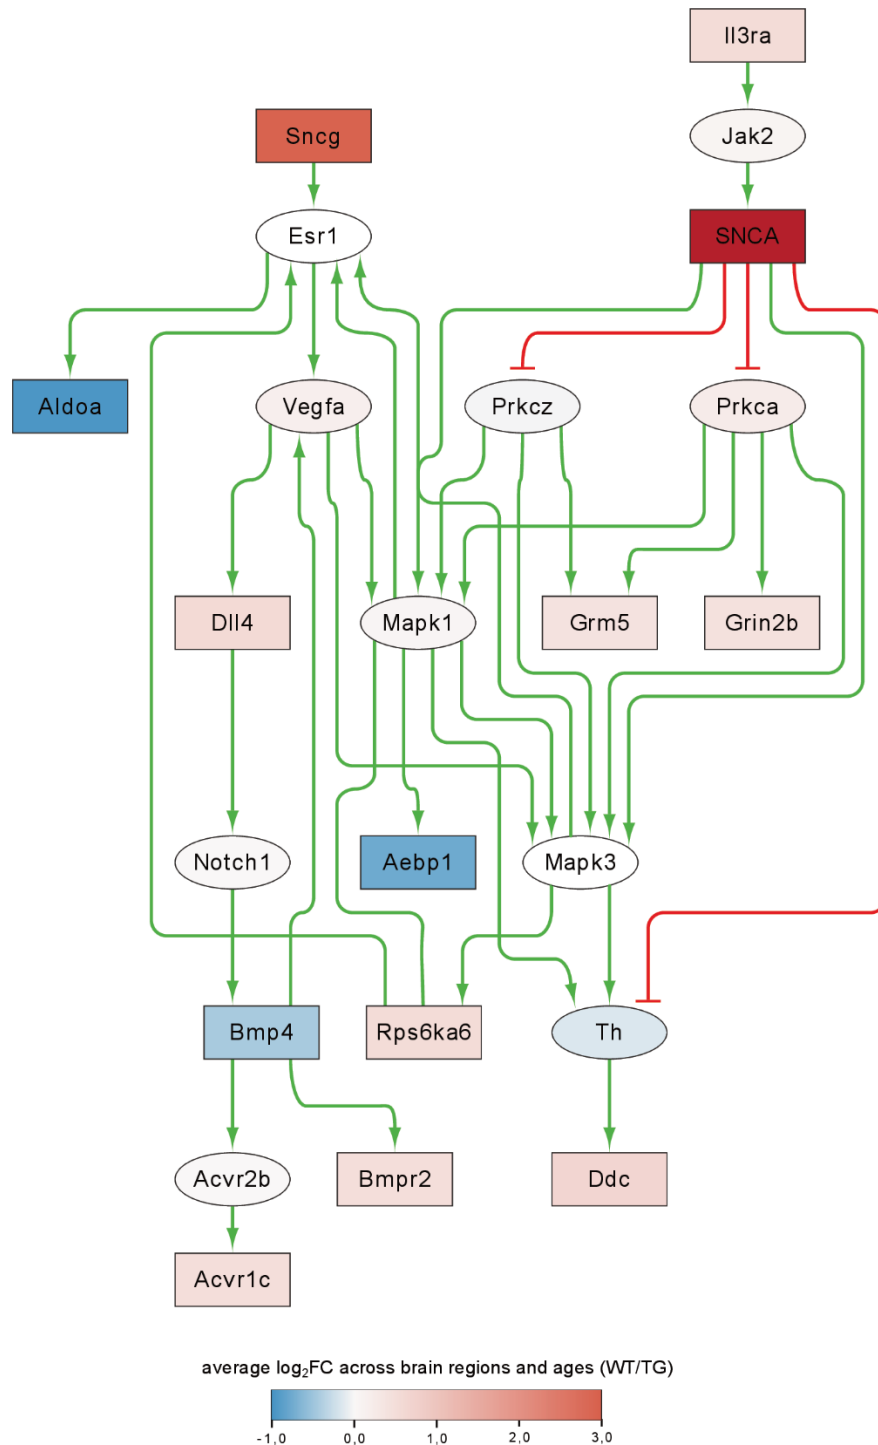 Il3ra
Sncg
Jak2
Esr1
SNCA
Aldoa
Vegfa
Prkcz
Prkca
Dll4
Mapk1
Grm5
Grin2b
Notch1
Aebp1
Mapk3
Bmp4
Rps6ka6
Th
Acvr2b
Bmpr2
Ddc
Acvr1c
average log₂FC across brain regions and ages (WT/TG)
-1,0 0,0 1,0 2,0 3,0